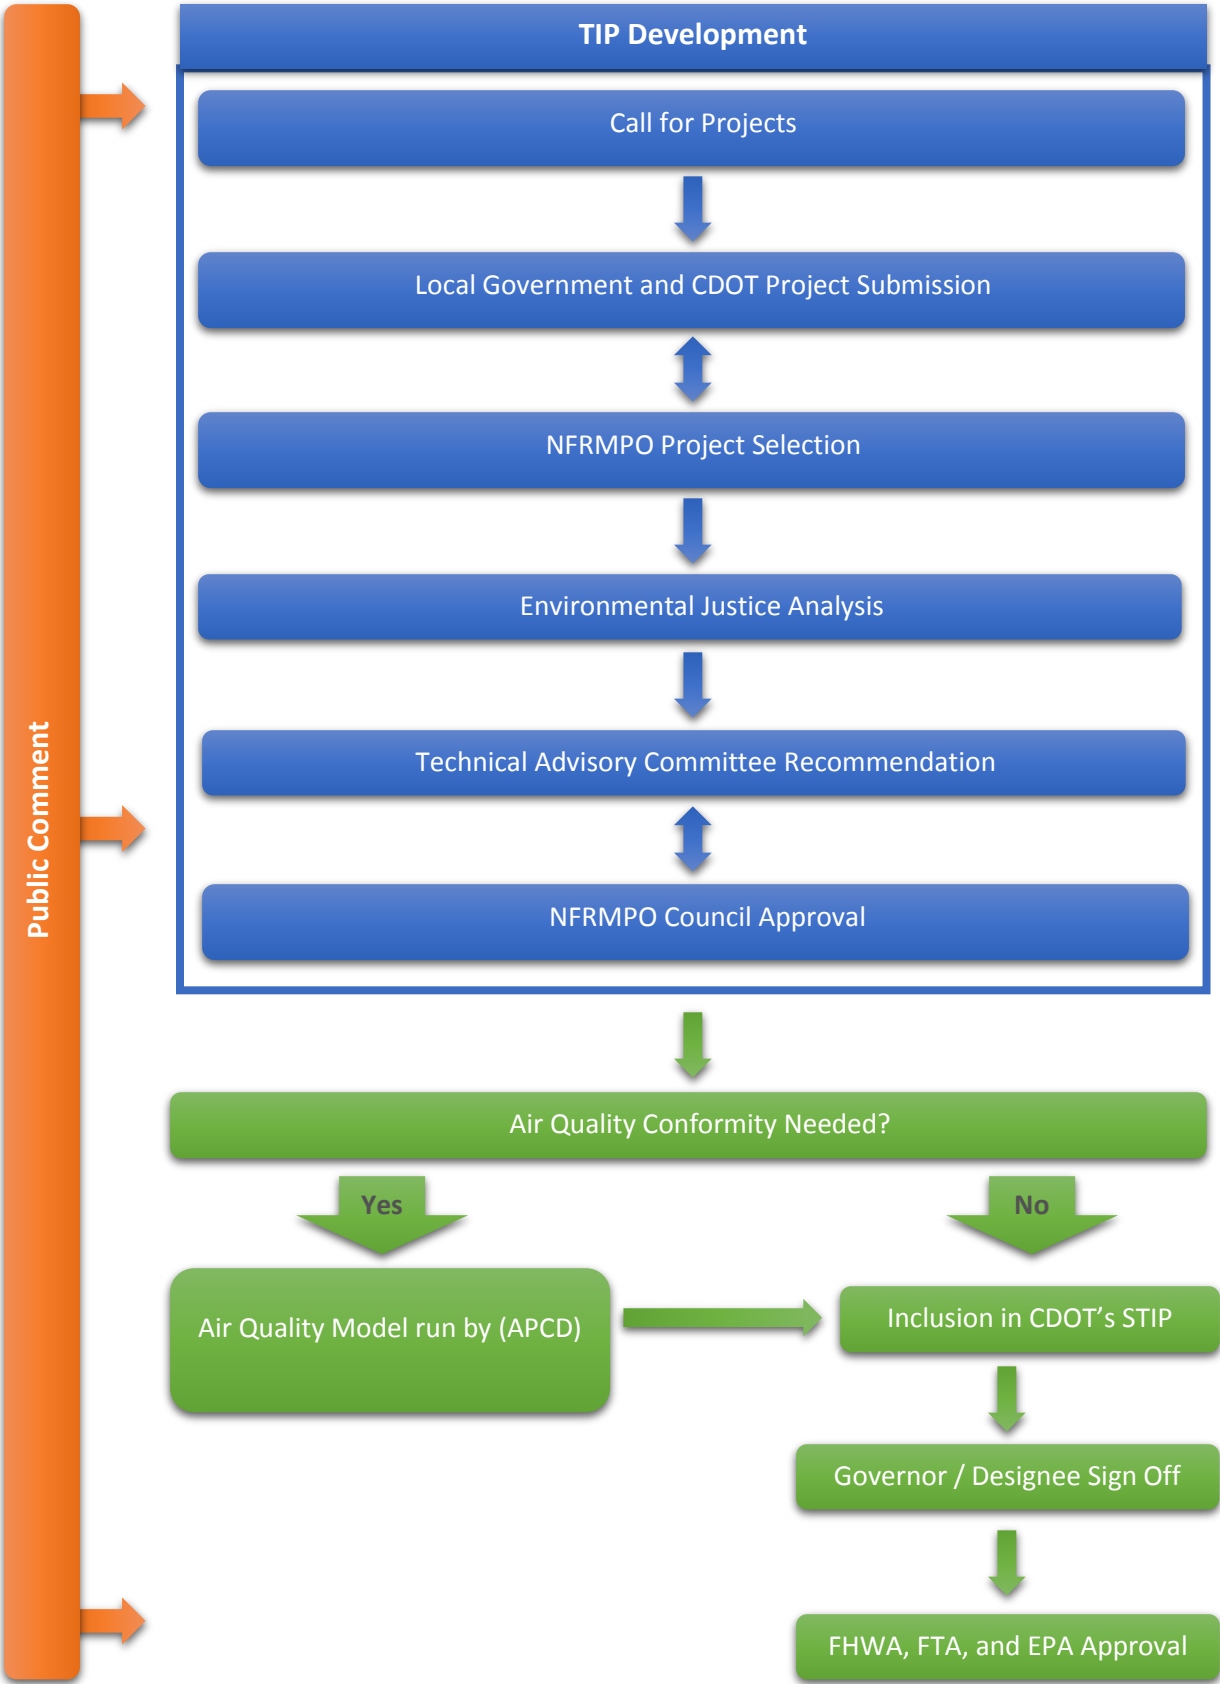 TIP Development
Call for Projects
Local Government and CDOT Project Submission
NFRMPO Project Selection
Environmental Justice Analysis
Technical Advisory Committee Recommendation
NFRMPO Council Approval
Public Comment
Air Quality Conformity Needed?
Yes
No
Air Quality Model run by (APCD)
Inclusion in CDOT’s STIP
Governor / Designee Sign Off
FHWA, FTA, and EPA Approval